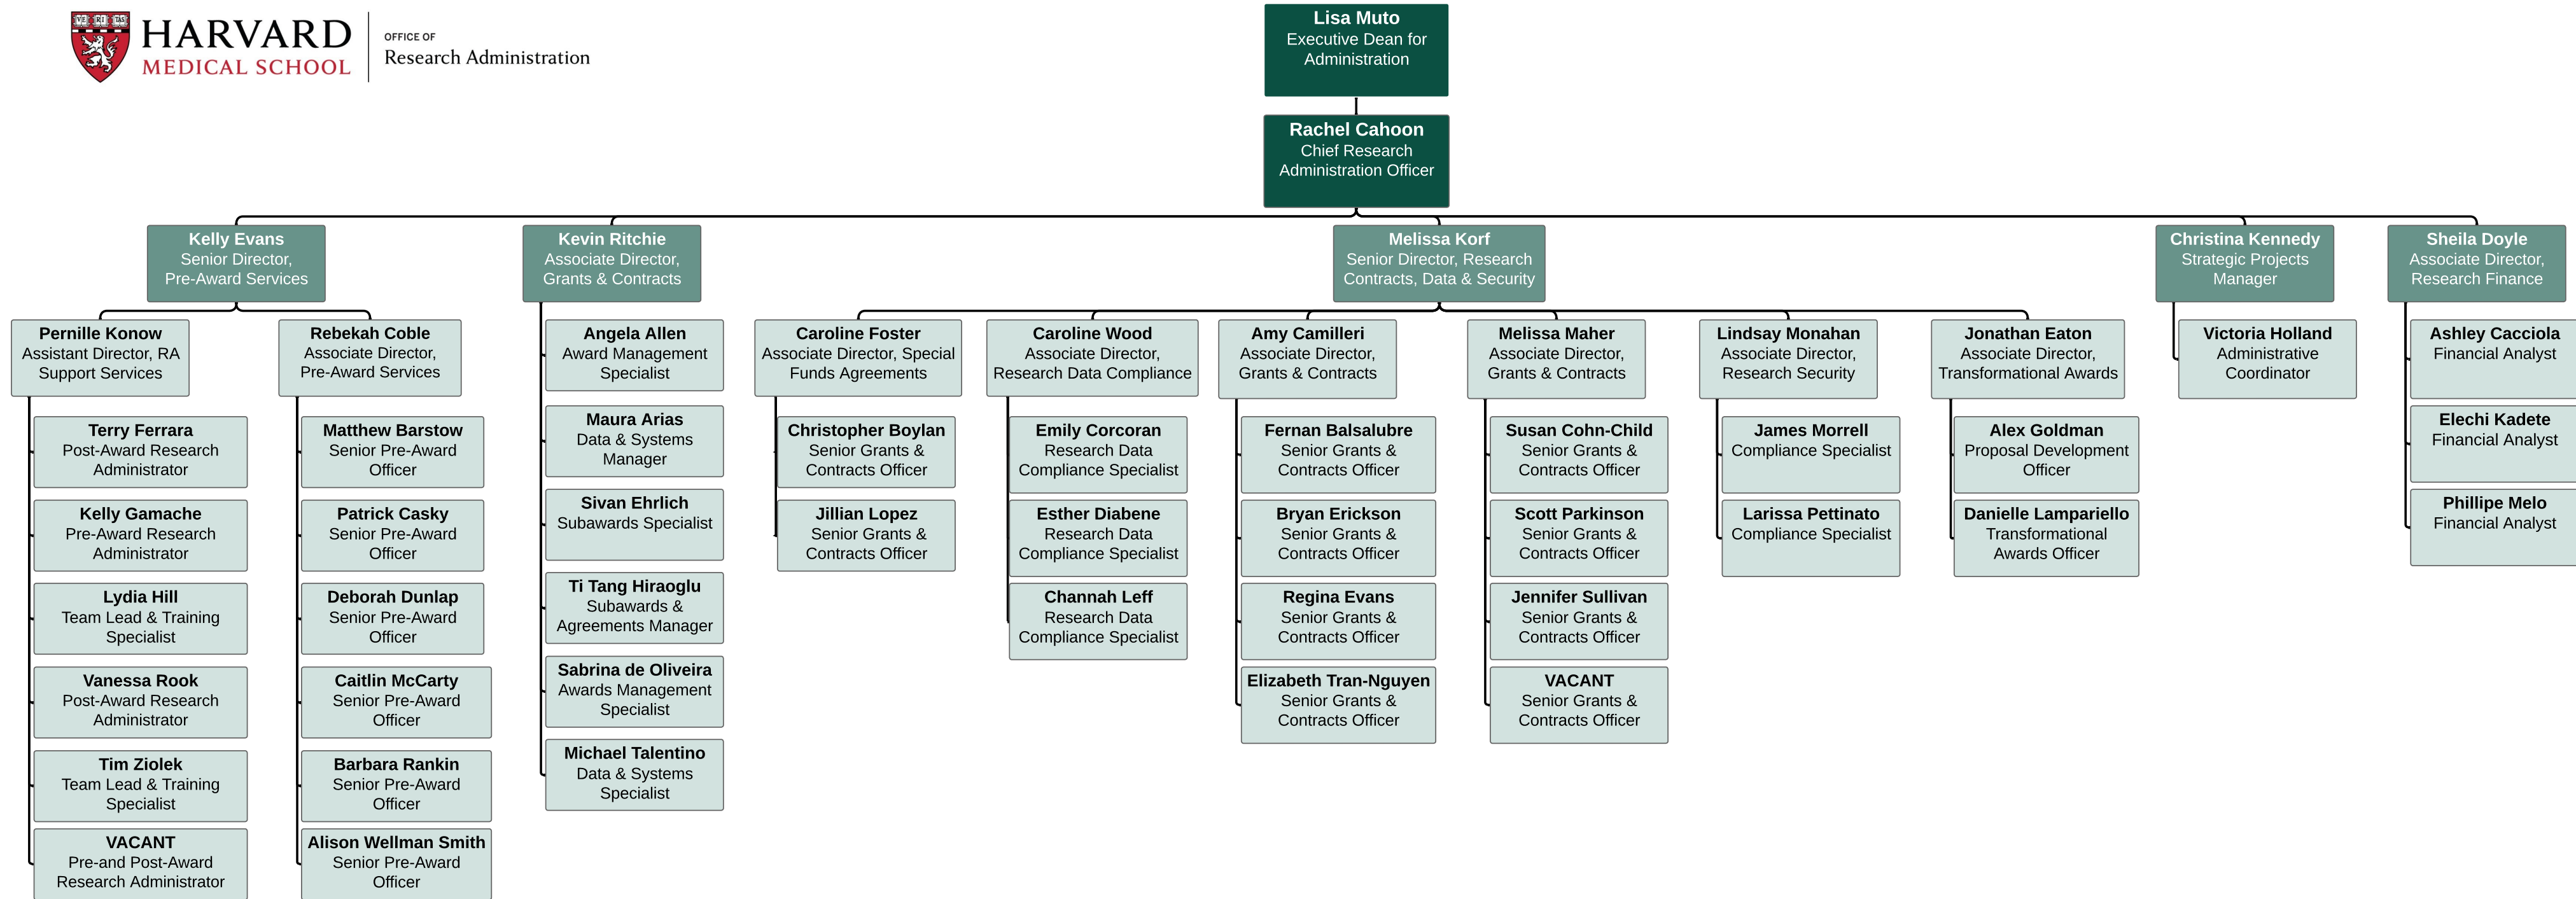 VE RI TAS
HARVARD
MEDICAL SCHOOL
OFFICE OF
Research Administration
Lisa Muto
Executive Dean for
Administration
Rachel Cahoon
Chief Research
Administration Officer
Kelly Evans
Senior Director,
Pre-Award Services
Kevin Ritchie
Associate Director,
Grants & Contracts
Melissa Korf
Senior Director, Research
Contracts, Data & Security
Christina Kennedy
Strategic Projects
Manager
Sheila Doyle
Associate Director,
Research Finance
Pernille Konow
Assistant Director, RA
Support Services
Terry Ferrara
Post-Award Research
Administrator
Kelly Gamache
Pre-Award Research
Administrator
Lydia Hill
Team Lead & Training
Specialist
Vanessa Rook
Post-Award Research
Administrator
Tim Ziolek
Team Lead & Training
Specialist
VACANT
Pre-and Post-Award
Research Administrator
Rebekah Coble
Associate Director,
Pre-Award Services
Matthew Barstow
Senior Pre-Award
Officer
Patrick Casky
Senior Pre-Award
Officer
Deborah Dunlap
Senior Pre-Award
Officer
Caitlin McCarty
Senior Pre-Award
Officer
Barbara Rankin
Senior Pre-Award
Officer
Alison Wellman Smith
Senior Pre-Award
Officer
Angela Allen
Award Management
Specialist
Maura Arias
Data & Systems
Manager
Sivan Ehrlich
Subawards Specialist
Ti Tang Hiraoglu
Subawards &
Agreements Manager
Sabrina de Oliveira
Awards Management
Specialist
Michael Talentino
Data & Systems
Specialist
Caroline Foster
Associate Director, Special
Funds Agreements
Christopher Boylan
Senior Grants &
Contracts Officer
Jillian Lopez
Senior Grants &
Contracts Officer
Caroline Wood
Associate Director,
Research Data Compliance
Emily Corcoran
Research Data
Compliance Specialist
Esther Diabene
Research Data
Compliance Specialist
Channah Leff
Research Data
Compliance Specialist
Amy Camilleri
Associate Director,
Grants & Contracts
Fernan Balsalubre
Senior Grants &
Contracts Officer
Bryan Erickson
Senior Grants &
Contracts Officer
Regina Evans
Senior Grants &
Contracts Officer
Elizabeth Tran-Nguyen
Senior Grants &
Contracts Officer
Melissa Maher
Associate Director,
Grants & Contracts
Susan Cohn-Child
Senior Grants &
Contracts Officer
Scott Parkinson
Senior Grants &
Contracts Officer
Jennifer Sullivan
Senior Grants &
Contracts Officer
VACANT
Senior Grants &
Contracts Officer
Lindsay Monahan
Associate Director,
Research Security
James Morrell
Compliance Specialist
Larissa Pettinato
Compliance Specialist
Jonathan Eaton
Associate Director,
Transformational Awards
Alex Goldman
Proposal Development
Officer
Danielle Lampariello
Transformational
Awards Officer
Victoria Holland
Administrative
Coordinator
Ashley Cacciola
Financial Analyst
Elechi Kadete
Financial Analyst
Phillipe Melo
Financial Analyst